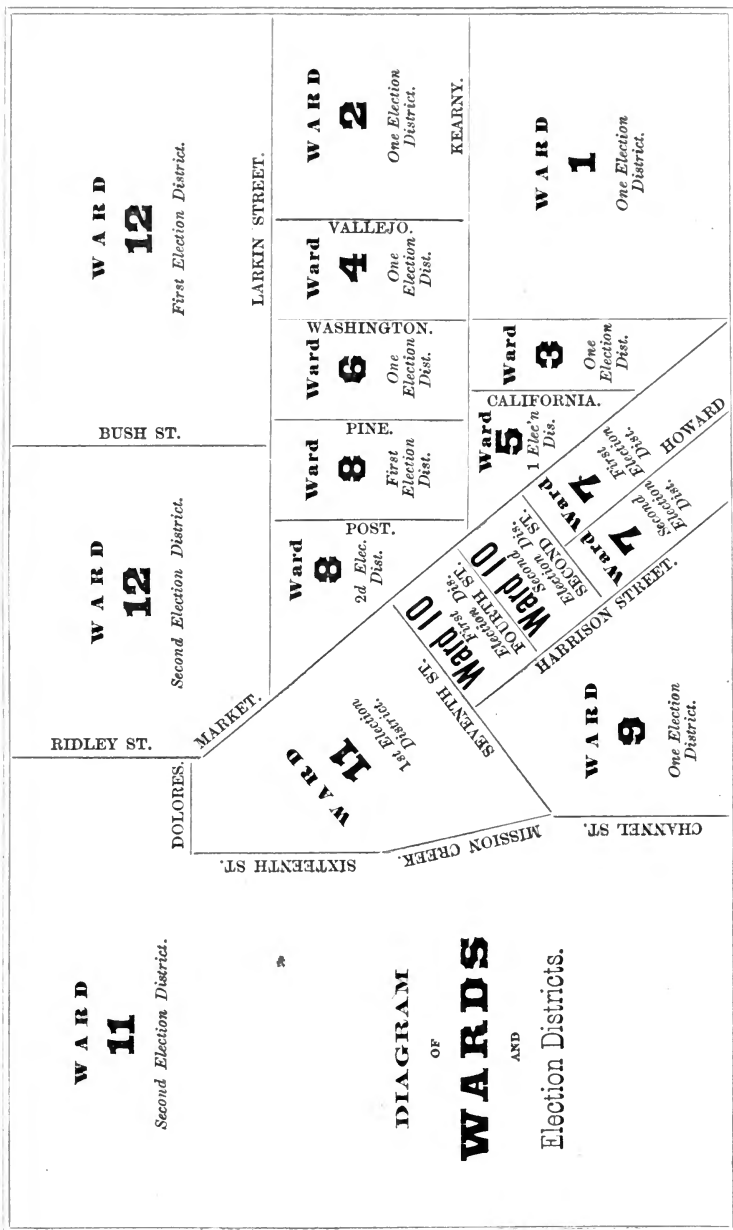 DIAGRAM
OF
WARDS
AND
Election Districts.
WARD
11
Second Election District.
WARD
12
Second Election District.
WARD
12
First Election District.
RIDLEY ST.
BUSH ST.
LARKIN STREET.
DOLORES.
MARKET.
SIXTEENTH ST.
MISSION CREEK.
CHANNEL ST.
WARD
11
1st Election
District.
SEVENTH ST.
Ward 10
First
Election Dis.
FOURTH ST.
Ward 10
Second
Election Dis.
SECOND ST.
Ward
7
First
Election
Dist.
HOWARD
Ward
7
Second
Election
Dist.
HARRISON STREET.
WARD
9
One Election
District.
Ward
8
2d Elec.
Dist.
POST.
Ward
8
First
Election
Dist.
PINE.
Ward
6
One
Election
Dist.
WASHINGTON.
Ward
4
One
Election
Dist.
VALLEJO.
WARD
2
One Election
District.
KEARNY.
Ward
5
1 Elec'n
Dis.
CALIFORNIA.
Ward
3
One
Election
Dist.
WARD
1
One Election
District.